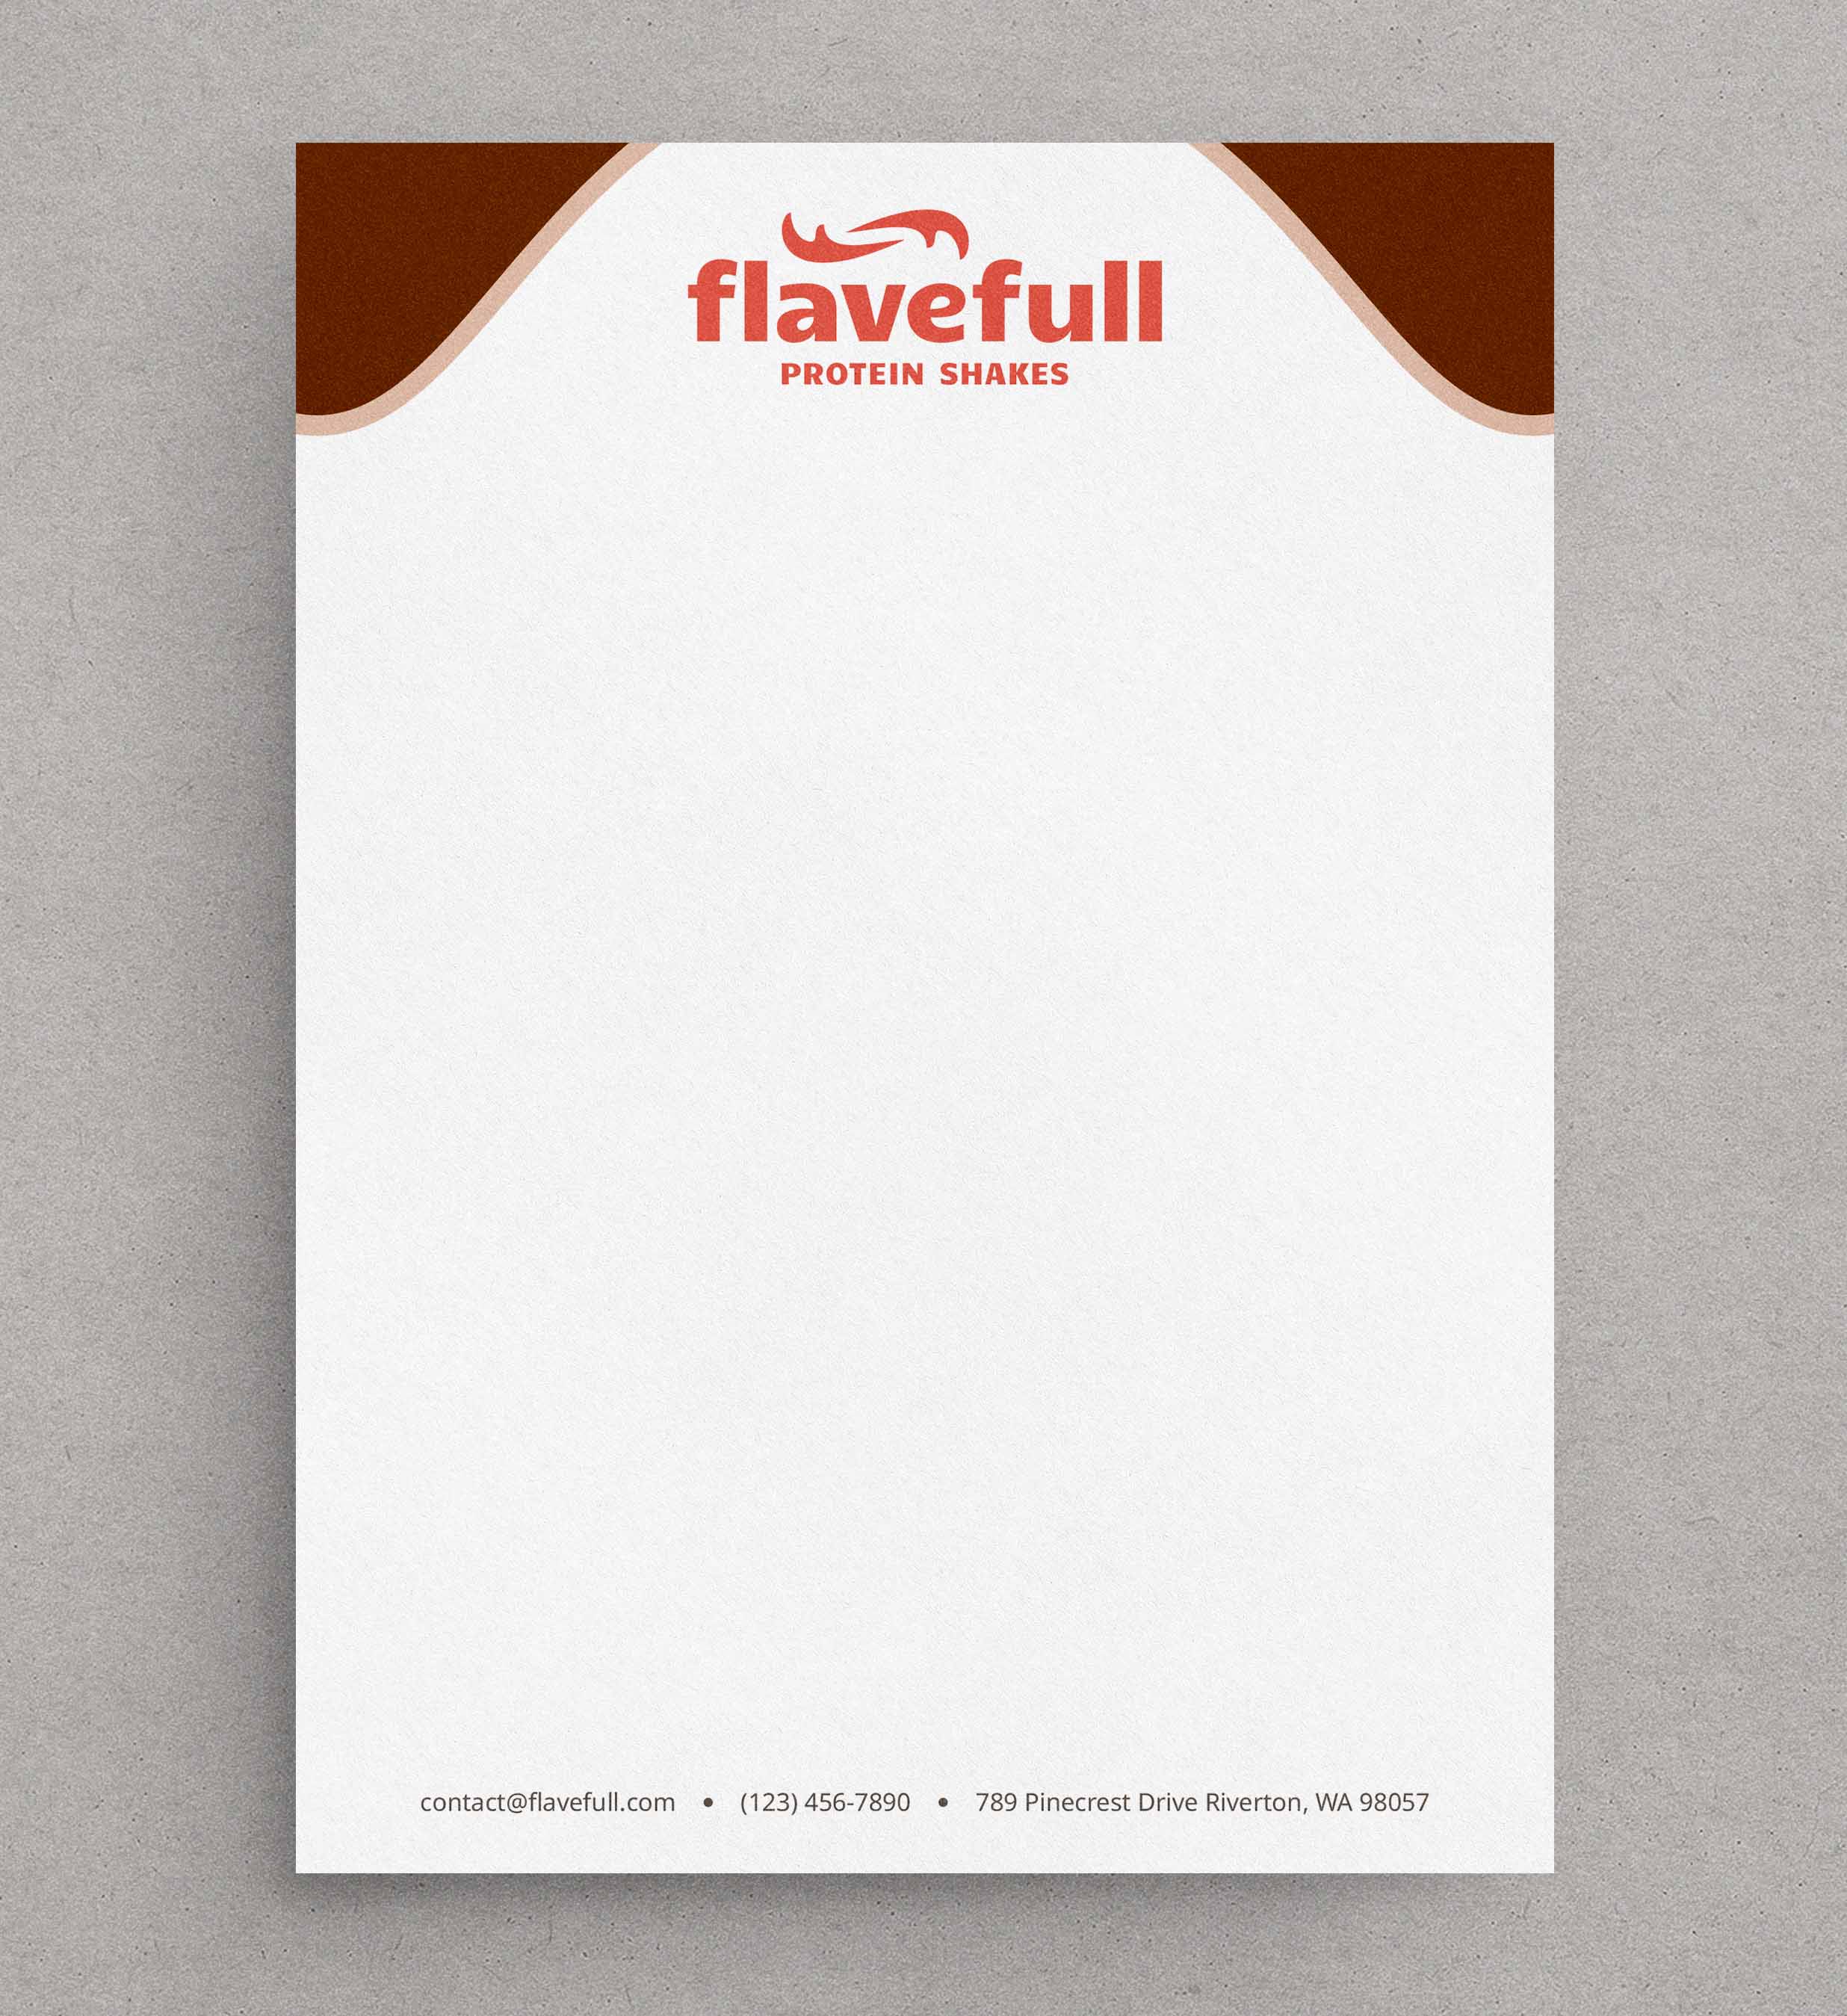 flavefull
PROTEIN SHAKES
contact@flavefull.com • (123) 456-7890 • 789 Pinecrest Drive Riverton, WA 98057